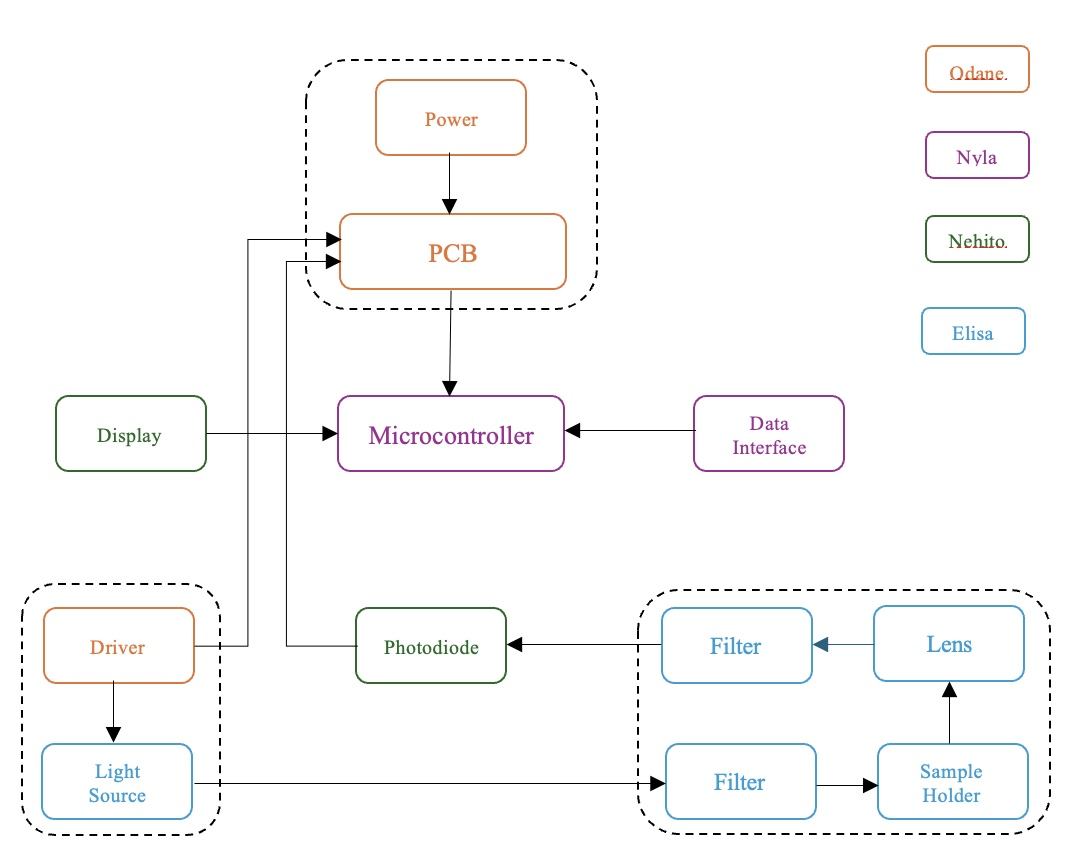 Odane.
Power
Nyla
PCB
Nehito.
Elisa
Display
Microcontroller
Data
Interface
Driver
Photodiode
Filter
Lens
Light
Source
Filter
Sample
Holder